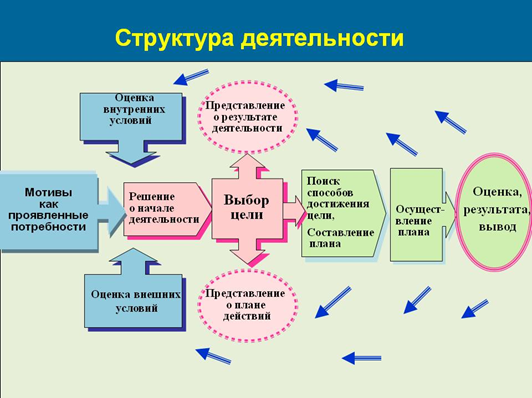 Структура деятельности
Оценка
внутренних
условий
Представление
о результате
деятельности
Мотивы
как
проявленные
потребности
Решение
о начале
деятельности
Выбор
цели
Поиск
способов
достижения
цели,
Составление
плана
Осущест-
вление
плана
Оценка,
результата,
вывод
Оценка внешних
условий
Представление
о плане
действий